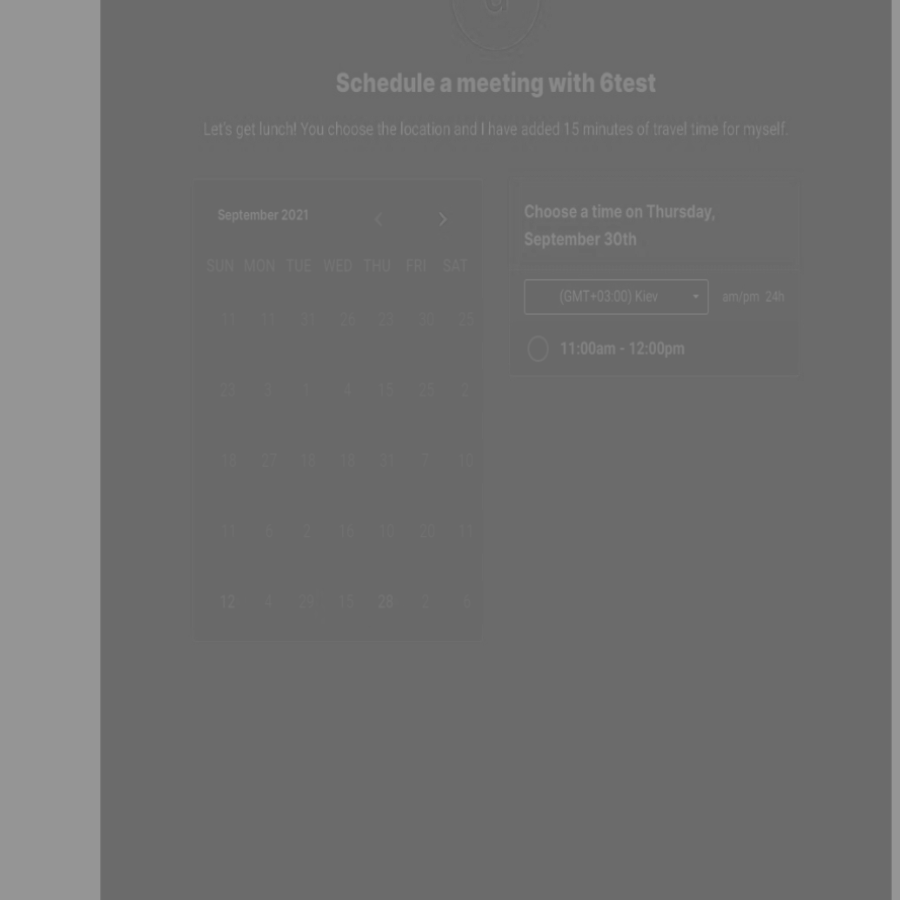 Schedule a meeting with 6test
Let's get lunch! You choose the location and I have added 15 minutes of travel time for myself.
September 2021
SUN MON TUE WED THU FRI SAT
11 11 31 26 23 30 25
23 3 1 4 15 25 2
18 27 10 18 31 7 10
11 6 2 16 10 20 11
12 4 29 15 28 2 6
Choose a time on Thursday,
September 30th
(GMT+03:00) Kiev am/pm 24h
11:00am - 12:00pm